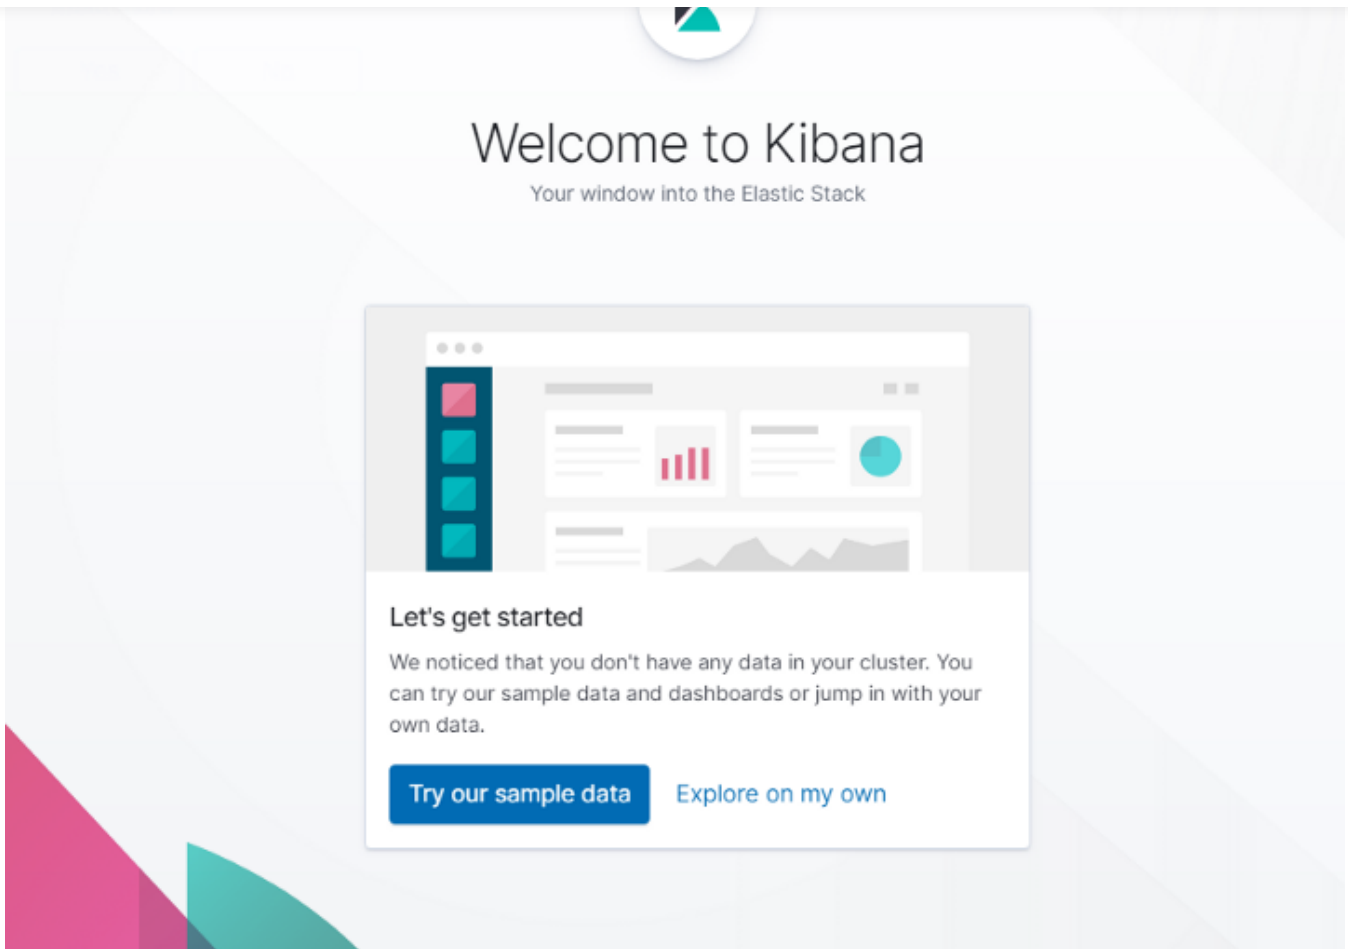 Welcome to Kibana
Your window into the Elastic Stack
Let's get started
We noticed that you don't have any data in your cluster. You
can try our sample data and dashboards or jump in with your
own data.
Try our sample data
Explore on my own